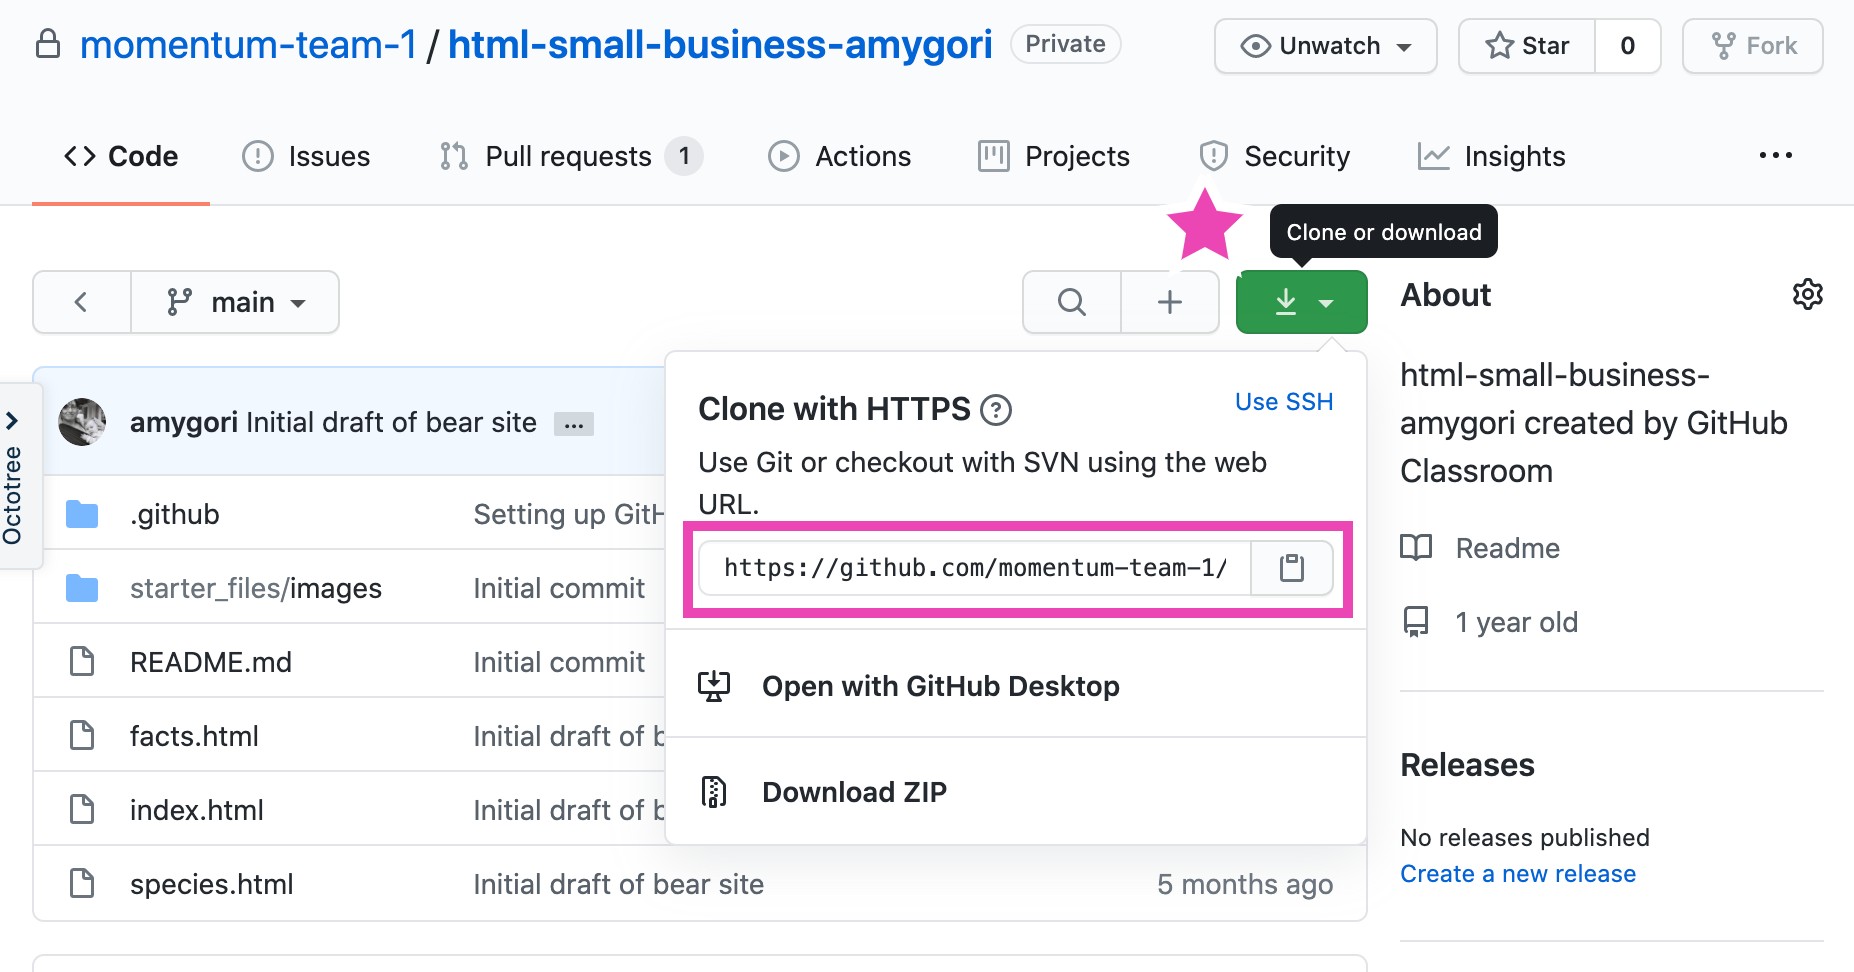 momentum-team-1 / html-small-business-amygori Private Unwatch Star 0 Fork
Code Issues Pull requests 1 Actions Projects Security Insights ...
Clone or download
main
About
html-small-business-
amygori created by GitHub
Classroom
Readme
1 year old
Releases
No releases published
Create a new release
Octotree
amygori Initial draft of bear site ...
.github Setting up GitH
starter_files/images Initial commit
README.md Initial commit
facts.html Initial draft of b
index.html Initial draft of b
species.html Initial draft of bear site 5 months ago
Clone with HTTPS ? Use SSH
Use Git or checkout with SVN using the web
URL.
https://github.com/momentum-team-1/
Open with GitHub Desktop
Download ZIP